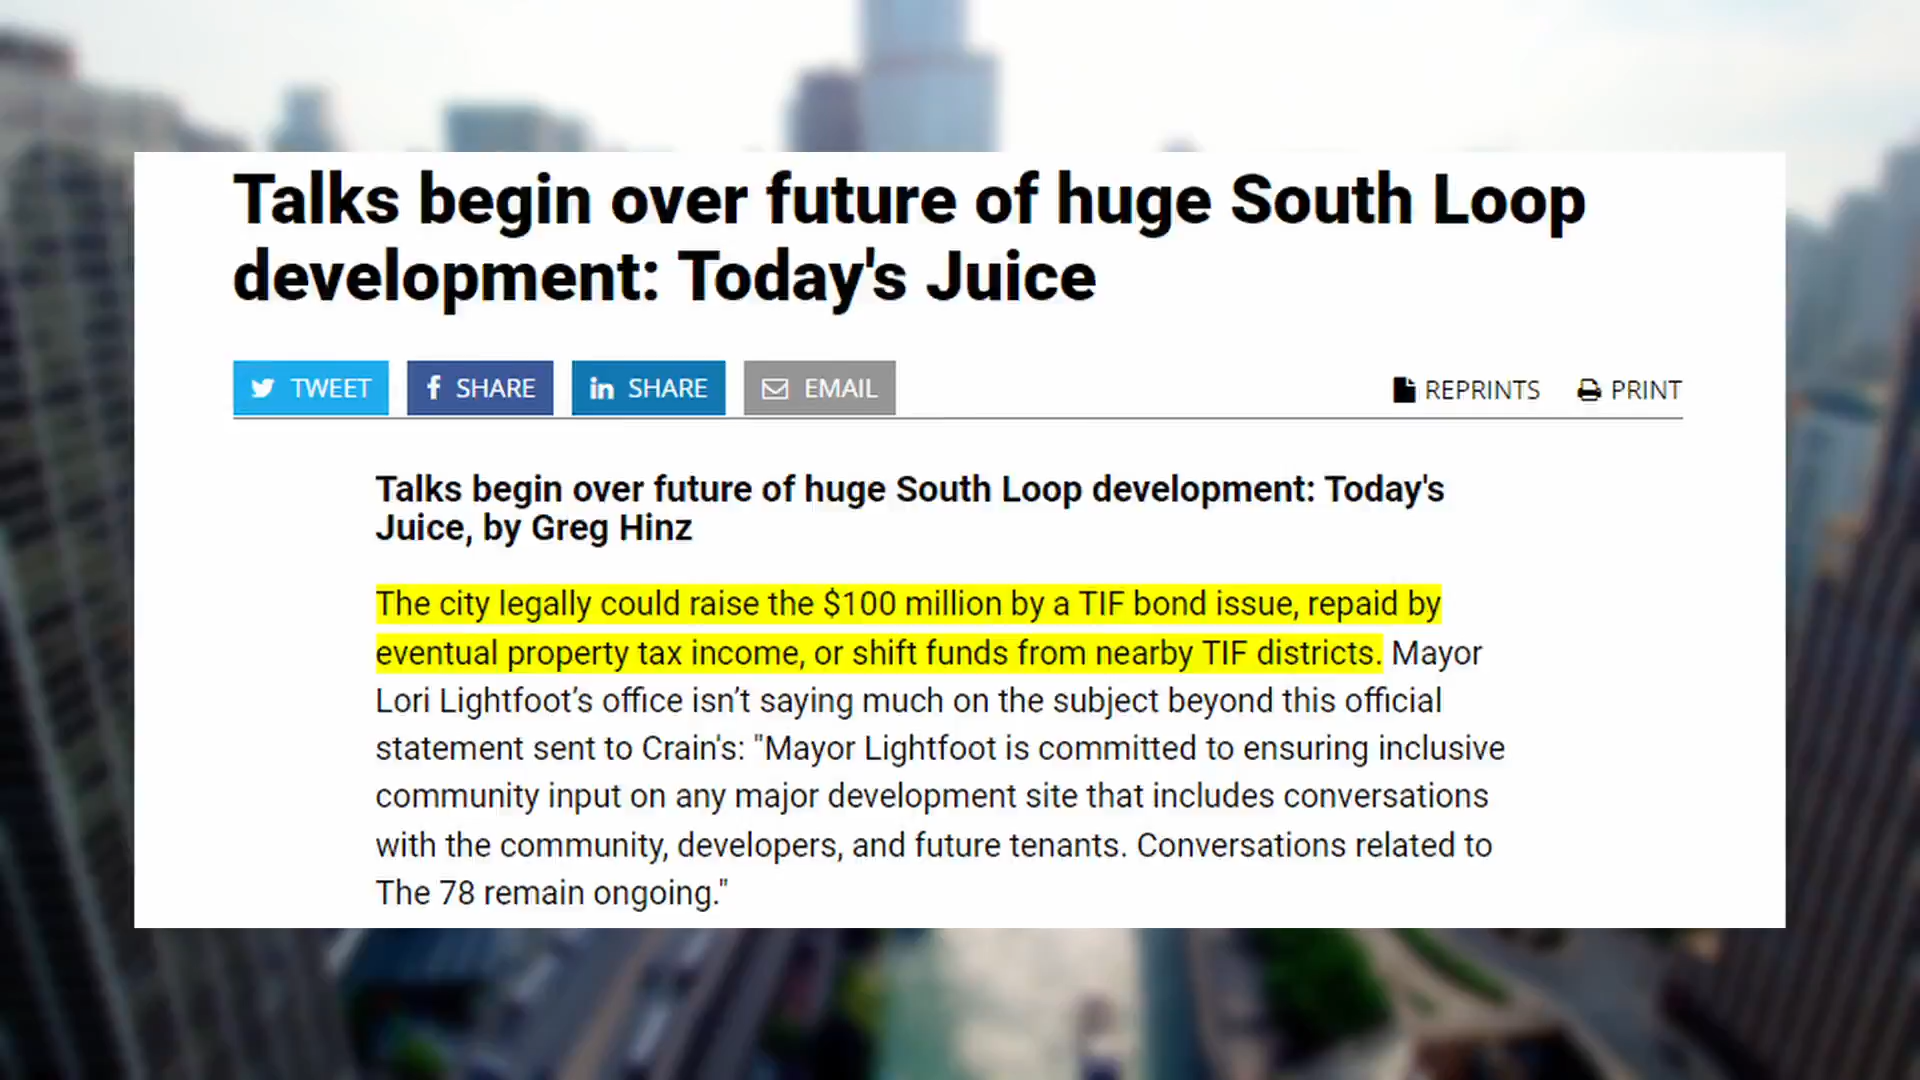 Talks begin over future of huge South Loop
development: Today's Juice
TWEET SHARE SHARE EMAIL REPRINTS PRINT
Talks begin over future of huge South Loop development: Today's
Juice, by Greg Hinz
The city legally could raise the $100 million by a TIF bond issue, repaid by
eventual property tax income, or shift funds from nearby TIF districts. Mayor
Lori Lightfoot’s office isn’t saying much on the subject beyond this official
statement sent to Crain's: "Mayor Lightfoot is committed to ensuring inclusive
community input on any major development site that includes conversations
with the community, developers, and future tenants. Conversations related to
The 78 remain ongoing."